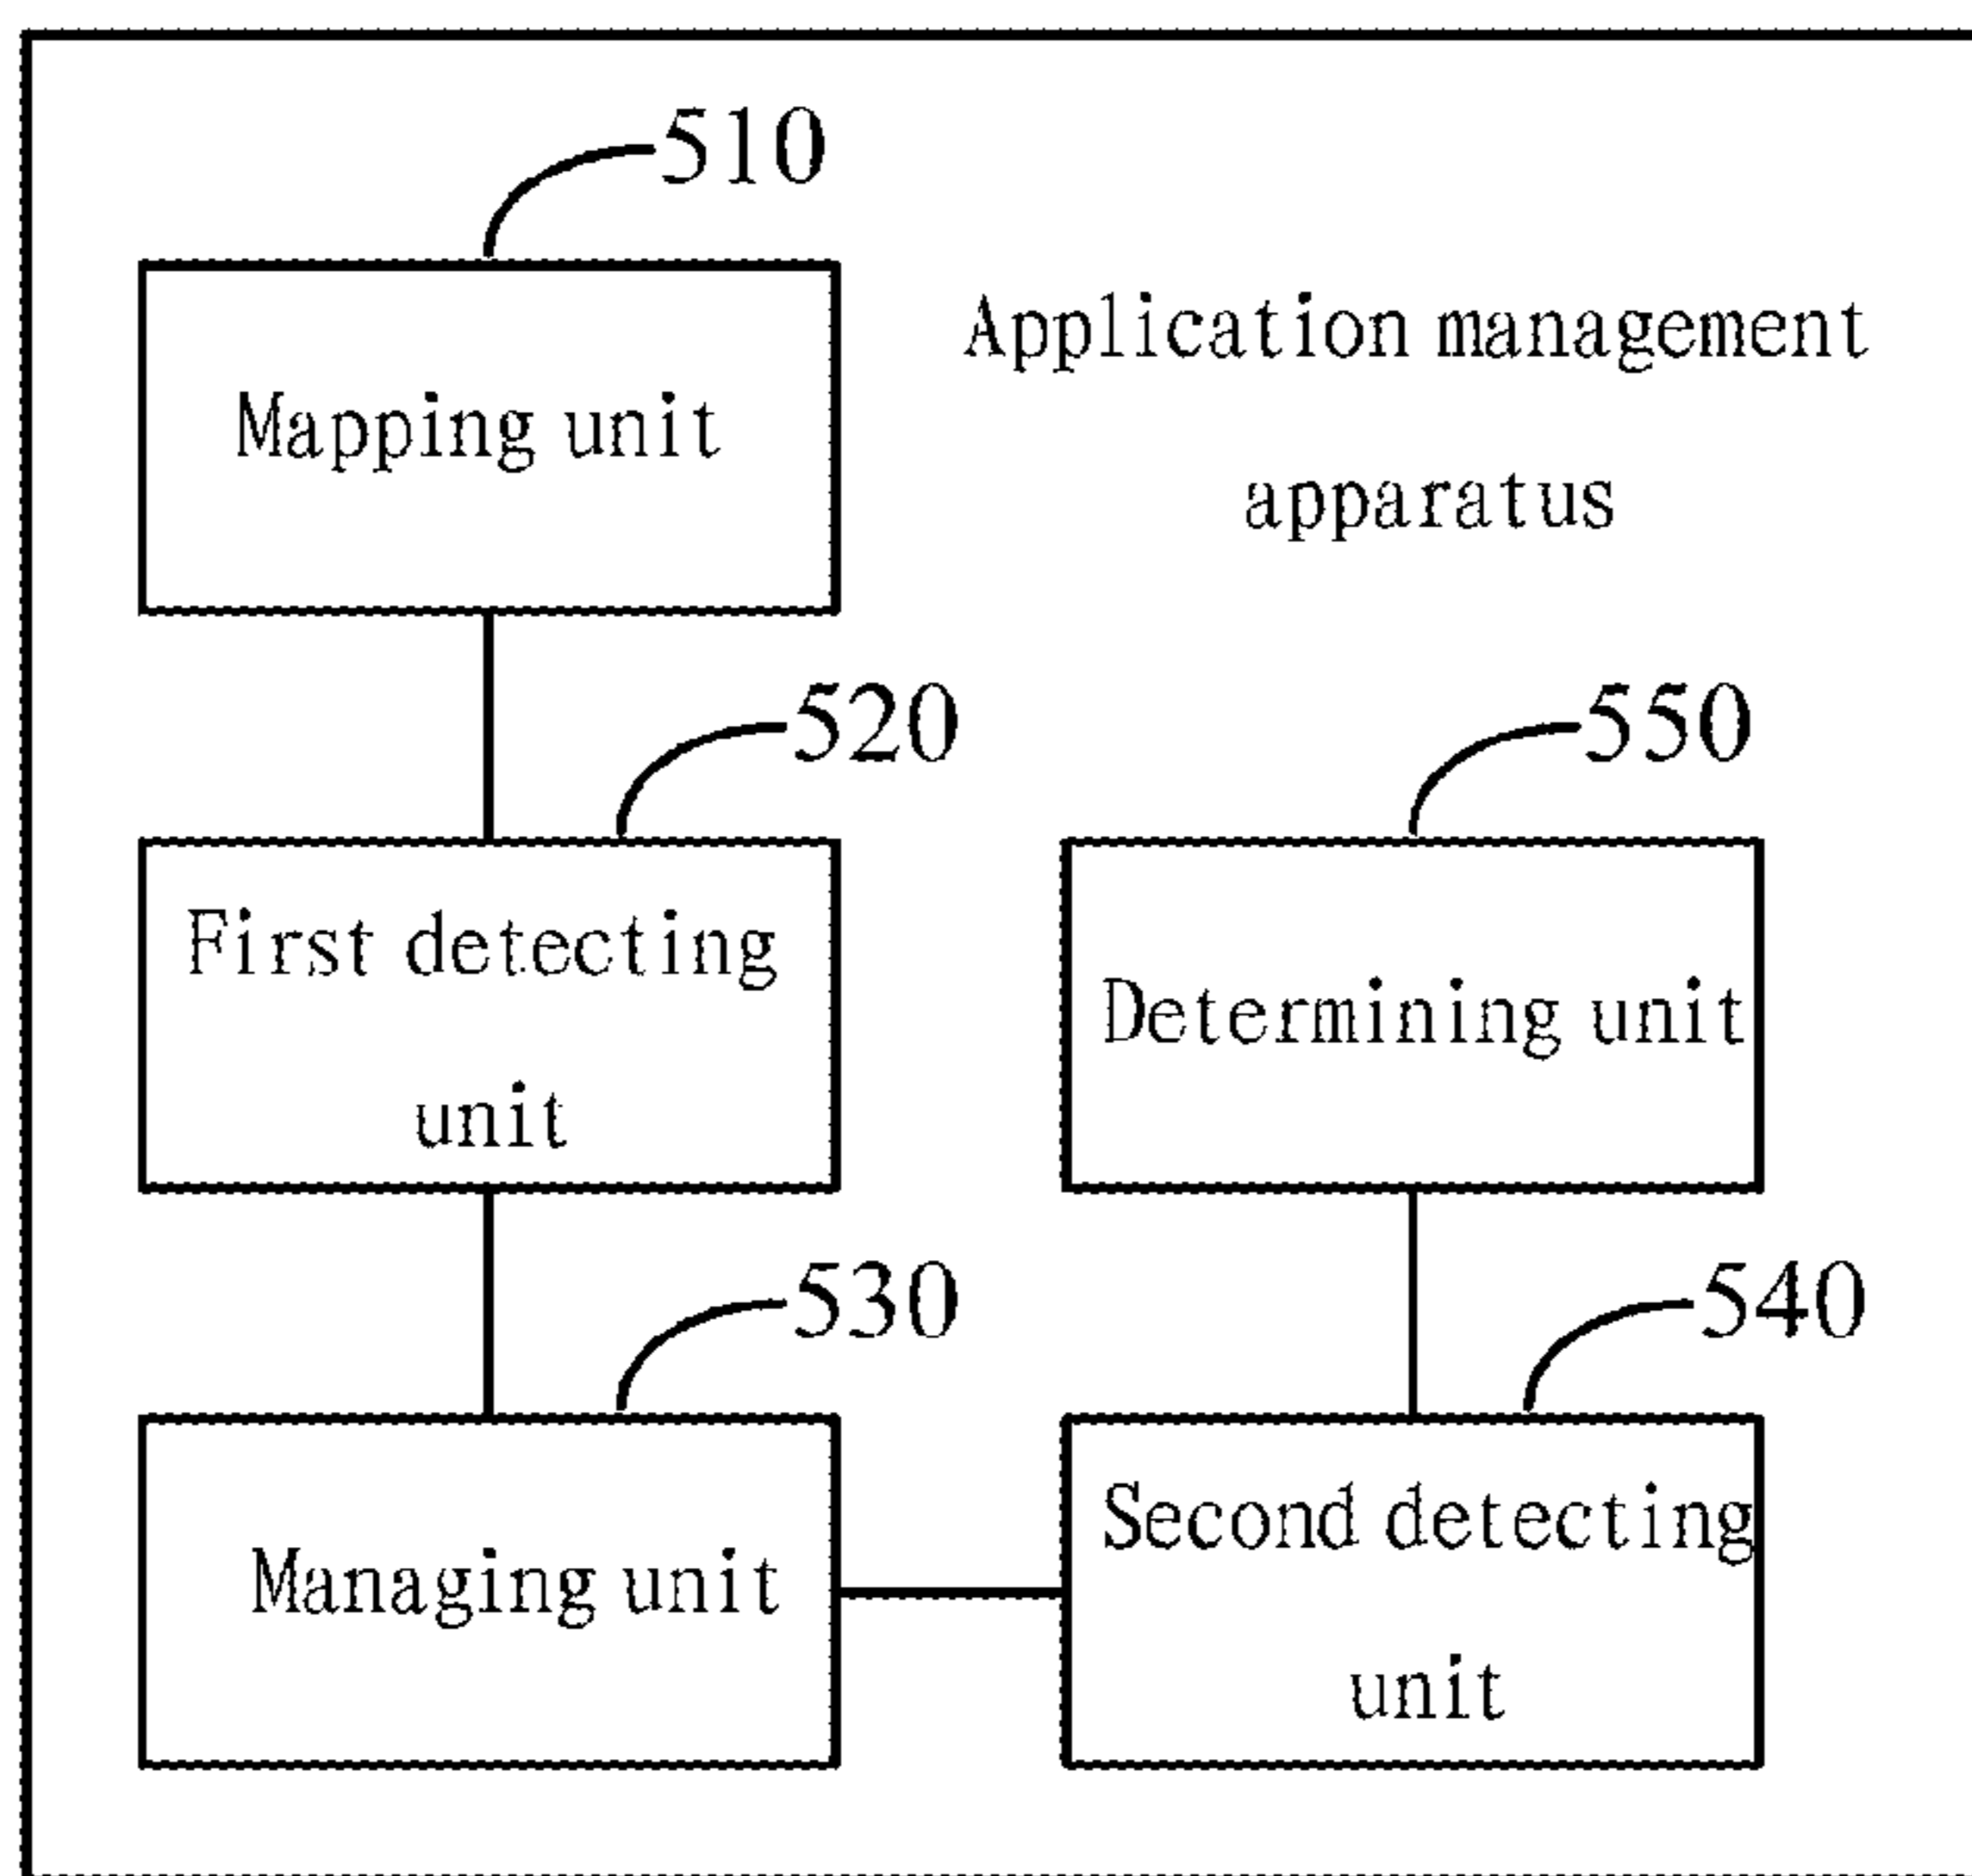 510
Mapping unit
Application management
apparatus
520
First detecting
unit
550
Determining unit
530
Managing unit
540
Second detecting
unit